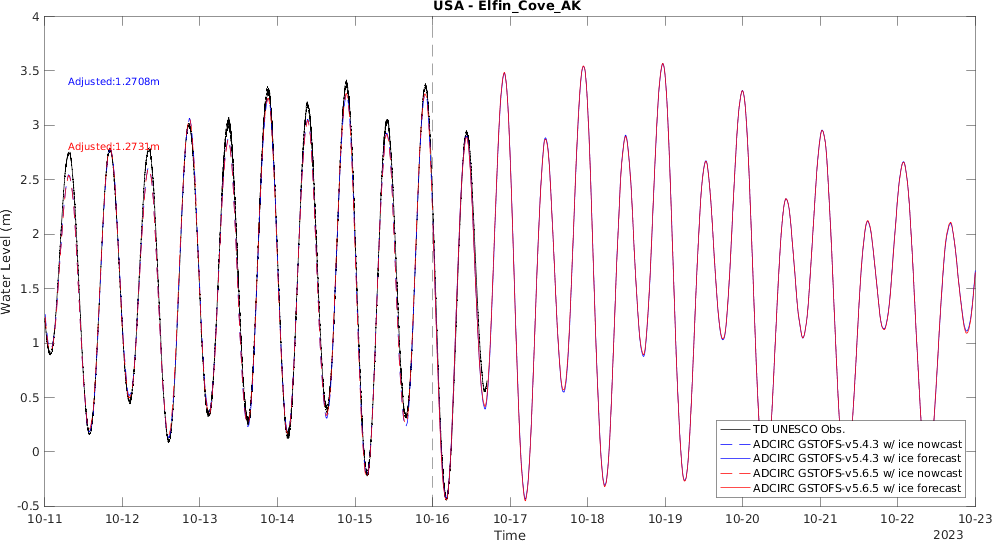 USA - Elfin_Cove_AK
Water Level (m)
4
3.5
3
2.5
2
1.5
1
0.5
0
-0.5
Adjusted:1.2708m
Adjusted:1.2731m
TD UNESCO Obs.
ADCIRC GSTOFS-v5.4.3 w/ ice nowcast
ADCIRC GSTOFS-v5.4.3 w/ ice forecast
ADCIRC GSTOFS-v5.6.5 w/ ice nowcast
ADCIRC GSTOFS-v5.6.5 w/ ice forecast
10-11 10-12 10-13 10-14 10-15 10-16 10-17 10-18 10-19 10-20 10-21 10-22 10-23
Time
2023